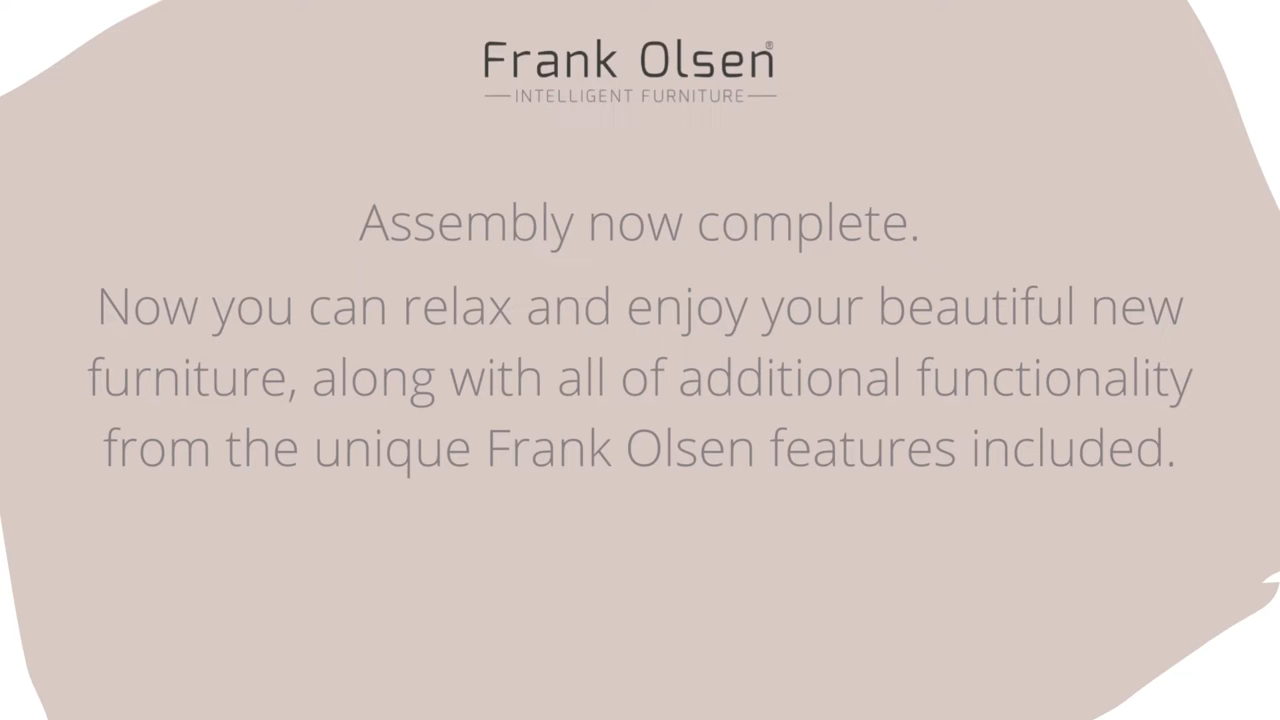 Frank Olsen®
INTELLIGENT FURNITURE
Assembly now complete.
Now you can relax and enjoy your beautiful new
furniture, along with all of additional functionality
from the unique Frank Olsen features included.